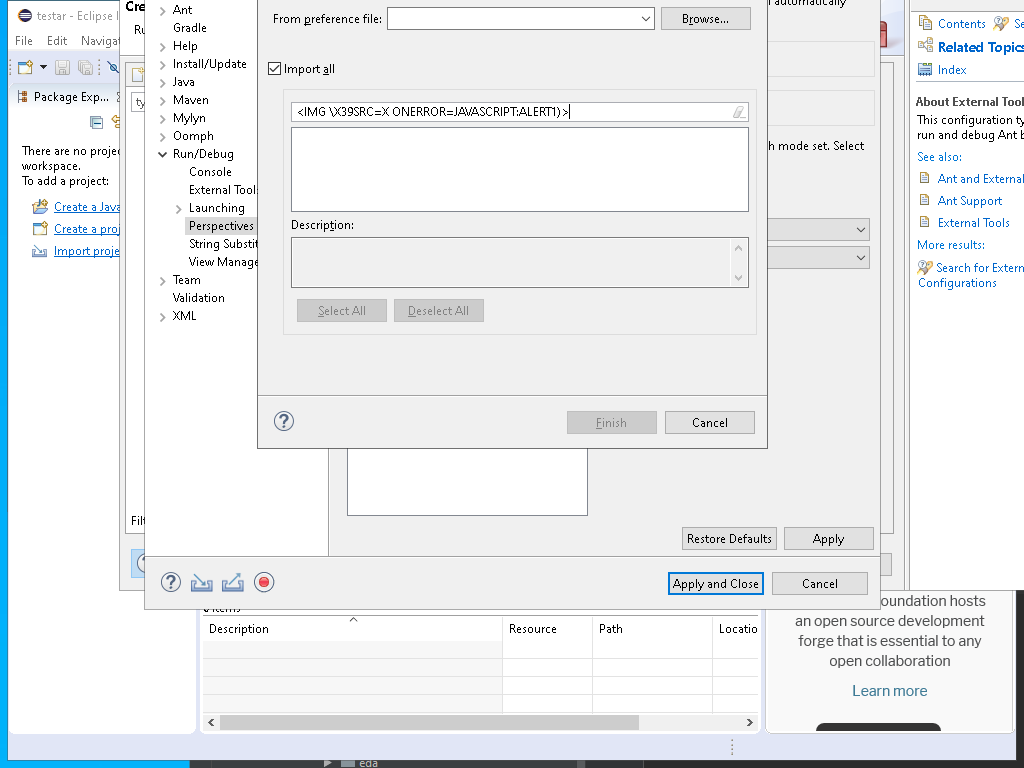 testar - Eclipse I
File
Edit
Navigat
Package Exp...
There are no projec
workspace.
To add a project:
Create a Java
Create a proj
Import proje
Cre
Ru
ty
Filt
Ant
Gradle
Help
Install/Update
Java
Maven
Mylyn
Oomph
Run/Debug
Console
External Tools
Launching
Perspectives
String Substit
View Manage
Team
Validation
XML
From preference file:
Browse...
Import all
<IMG \X39SRC=X ONERROR=JAVASCRIPT:ALERT1)>
Description:
Select All
Deselect All
Finish
Cancel
automatically
h mode set. Select
Restore Defaults
Apply
Apply and Close
Cancel
Items
Description
Resource
Path
Locatio
Contents
Se
Related Topics
Index
About External Tool
This configuration ty
run and debug Ant b
See also:
Ant and External
Ant Support
External Tools
More results:
Search for Extern
Configurations
oundation hosts
an open source development
forge that is essential to any
open collaboration
Learn more
eda